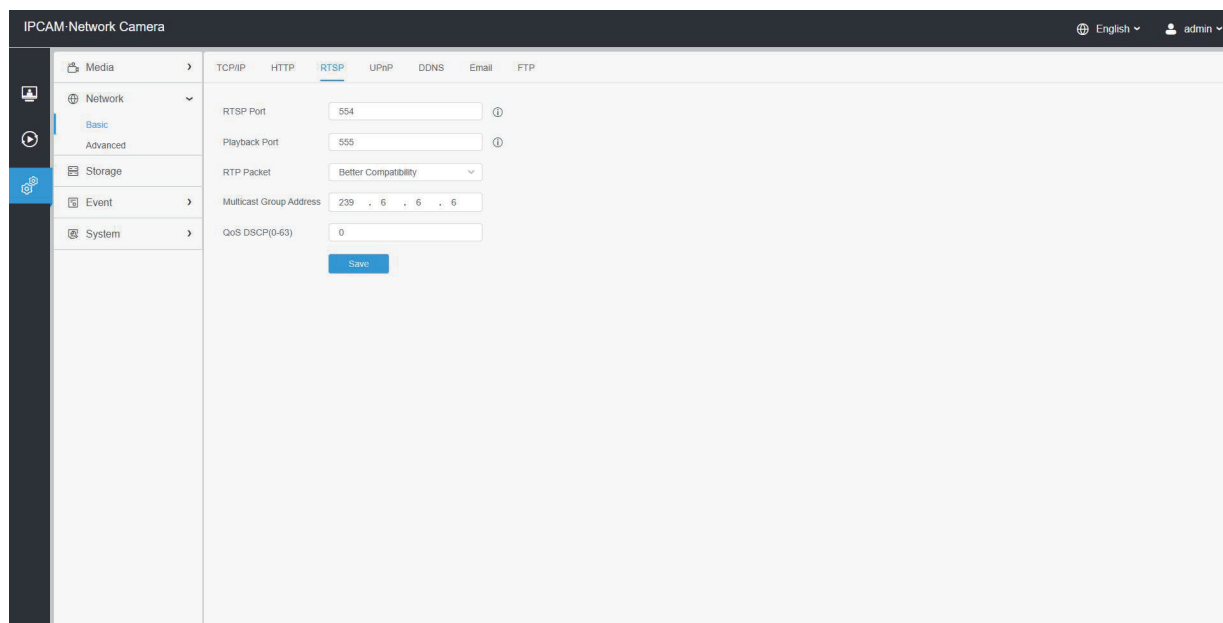 IPCAM·Network Camera
English
admin
Media
TCP/IP HTTP RTSP UPnP DDNS Email FTP
Network
Basic
Advanced
Storage
Event
System
RTSP Port 554
Playback Port 555
RTP Packet Better Compatibility
Multicast Group Address 239 . 6 . 6 . 6
QoS DSCP(0-63) 0
Save